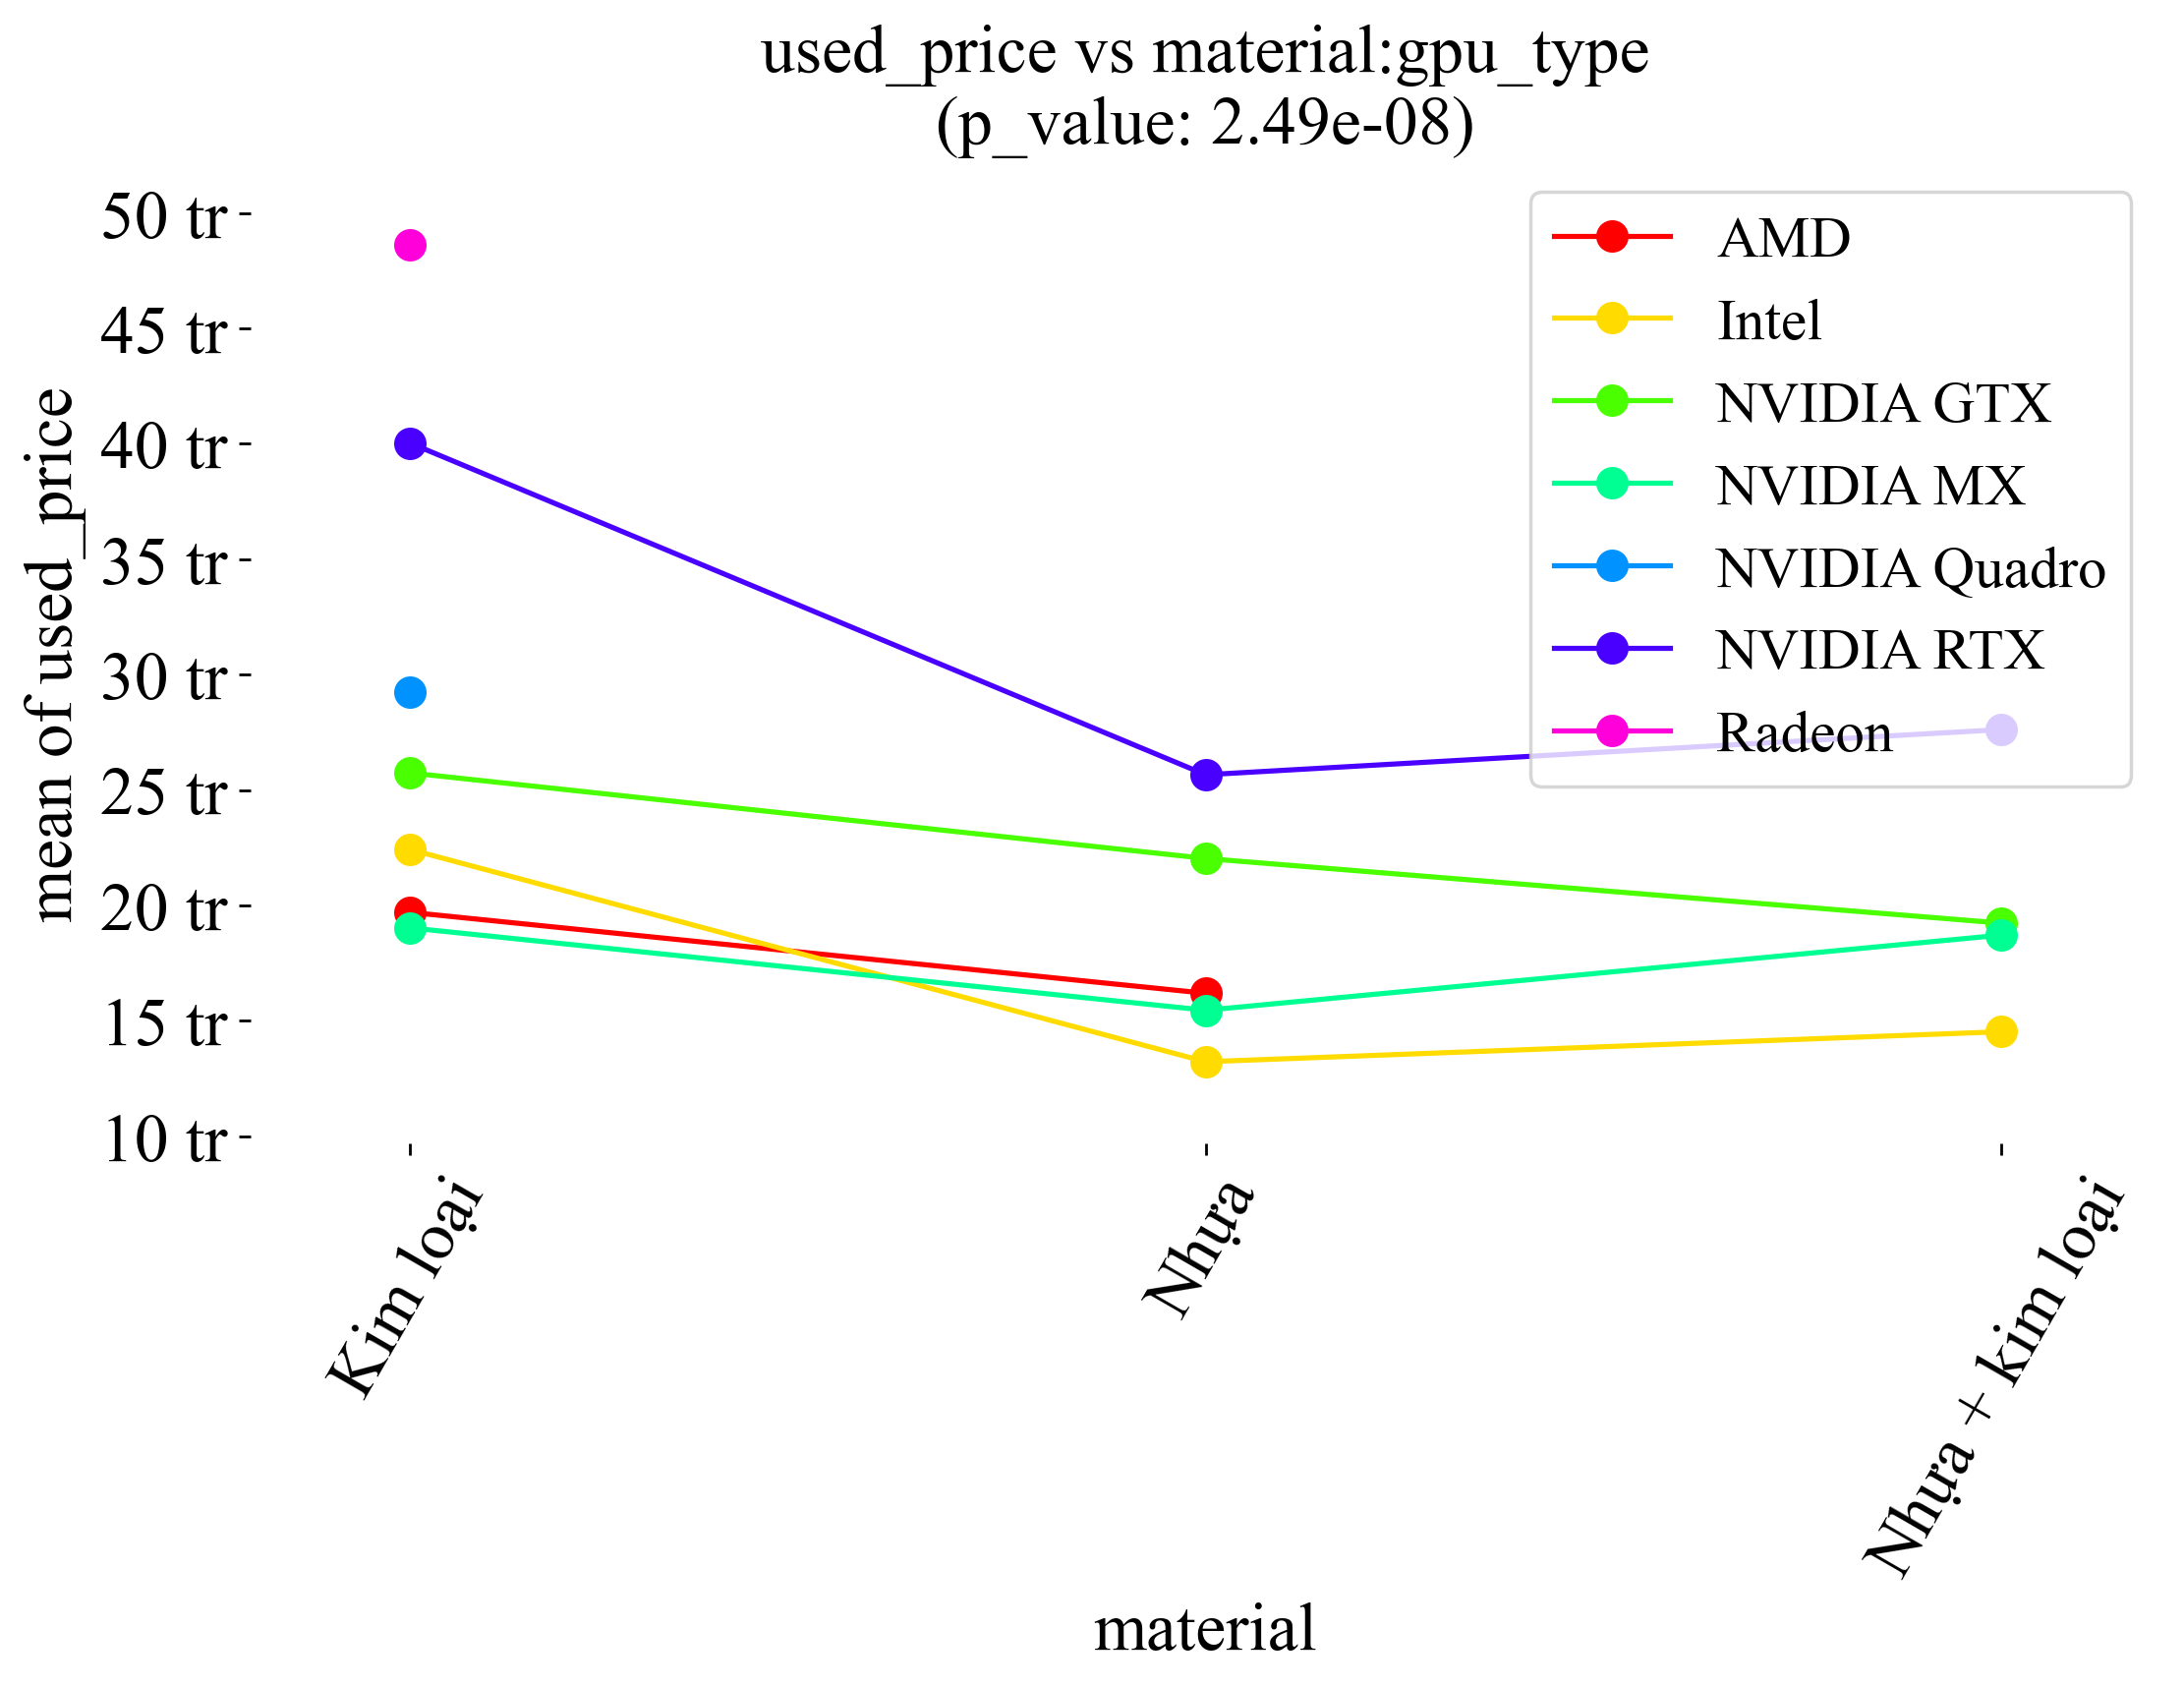 used_price vs material:gpu_type
(p_value: 2.49e-08)
50 tr
45 tr
40 tr
35 tr
30 tr
25 tr
20 tr
15 tr
10 tr
mean of used_price
AMD
Intel
NVIDIA GTX
NVIDIA MX
NVIDIA Quadro
NVIDIA RTX
Radeon
Kim loại
Nhựa
Nhựa + kim loại
material